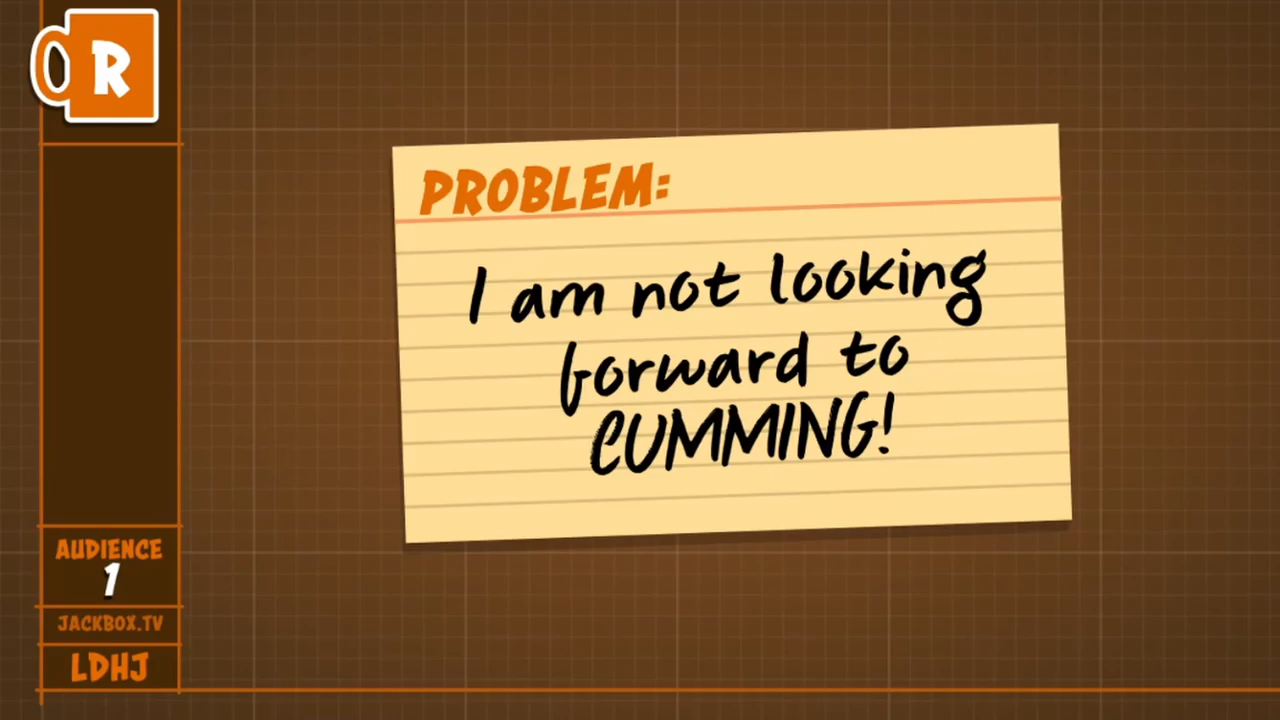 R
PROBLEM:
I am not looking
forward to
CUMMING!
AUDIENCE
1
JACKBOX.TV
LDHJ